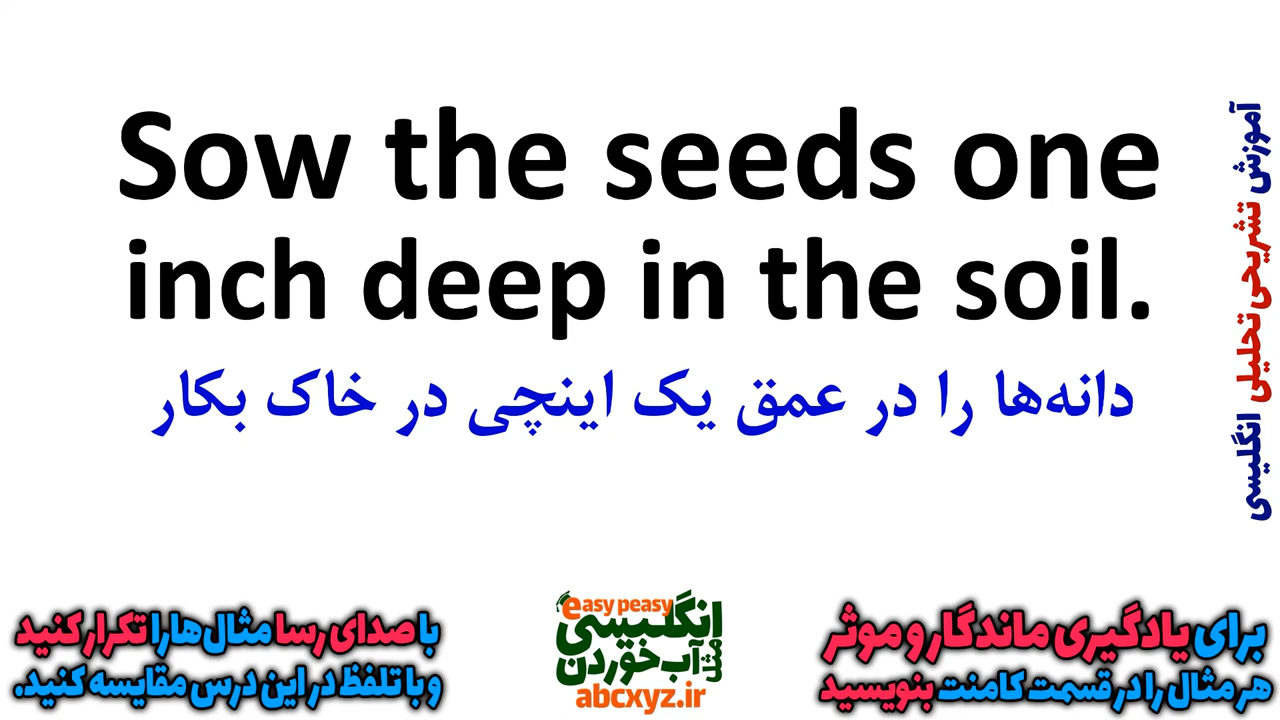 Sow the seeds one
inch deep in the soil.
دانه‌ها را در عمق یک اینچی در خاک بکار
آموزش تشریحی تحلیلی انگلیسی
برای یادگیری ماندگار و موثر
هر مثال را در قسمت کامنت بنویسید
easy peasy
انگلیسی
مثل آب خوردن
abcxyz.ir
با صدای رسا مثال‌ها را تکرار کنید
و با تلفظ در این درس مقایسه کنید.